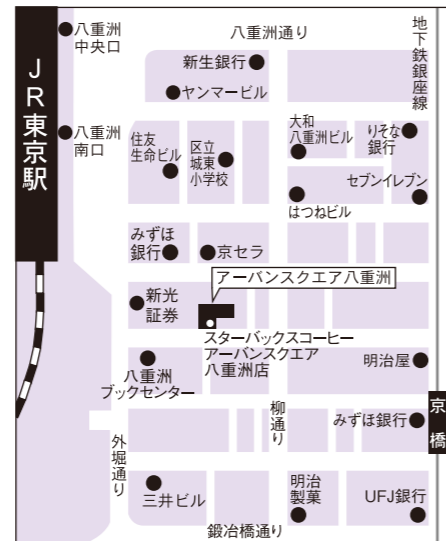 八重洲
中央口
八重洲通り
地下鉄銀座線
新生銀行
ヤンマービル
JR東京駅
八重洲
南口
住友
生命ビル
区立
城東
小学校
大和
八重洲ビル
りそな
銀行
セブンイレブン
はつねビル
みずほ
銀行
京セラ
アーバンスクエア八重洲
新光
証券
スターバックスコーヒー
アーバンスクエア
八重洲店
八重洲
ブックセンター
明治屋
柳通り
みずほ銀行
京橋
外堀通り
三井ビル
明治
製菓
UFJ銀行
鍛冶橋通り